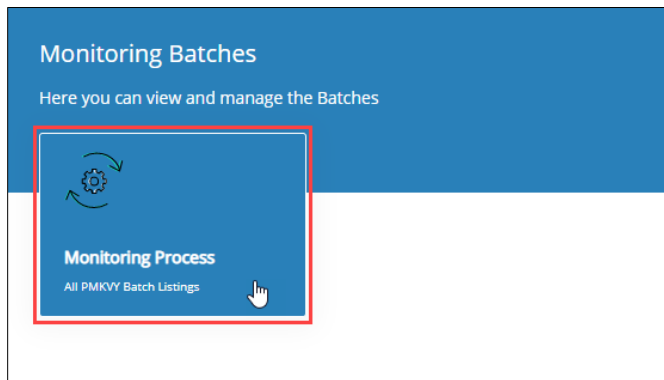 Monitoring Batches
Here you can view and manage the Batches
Monitoring Process
All PMKVY Batch Listings